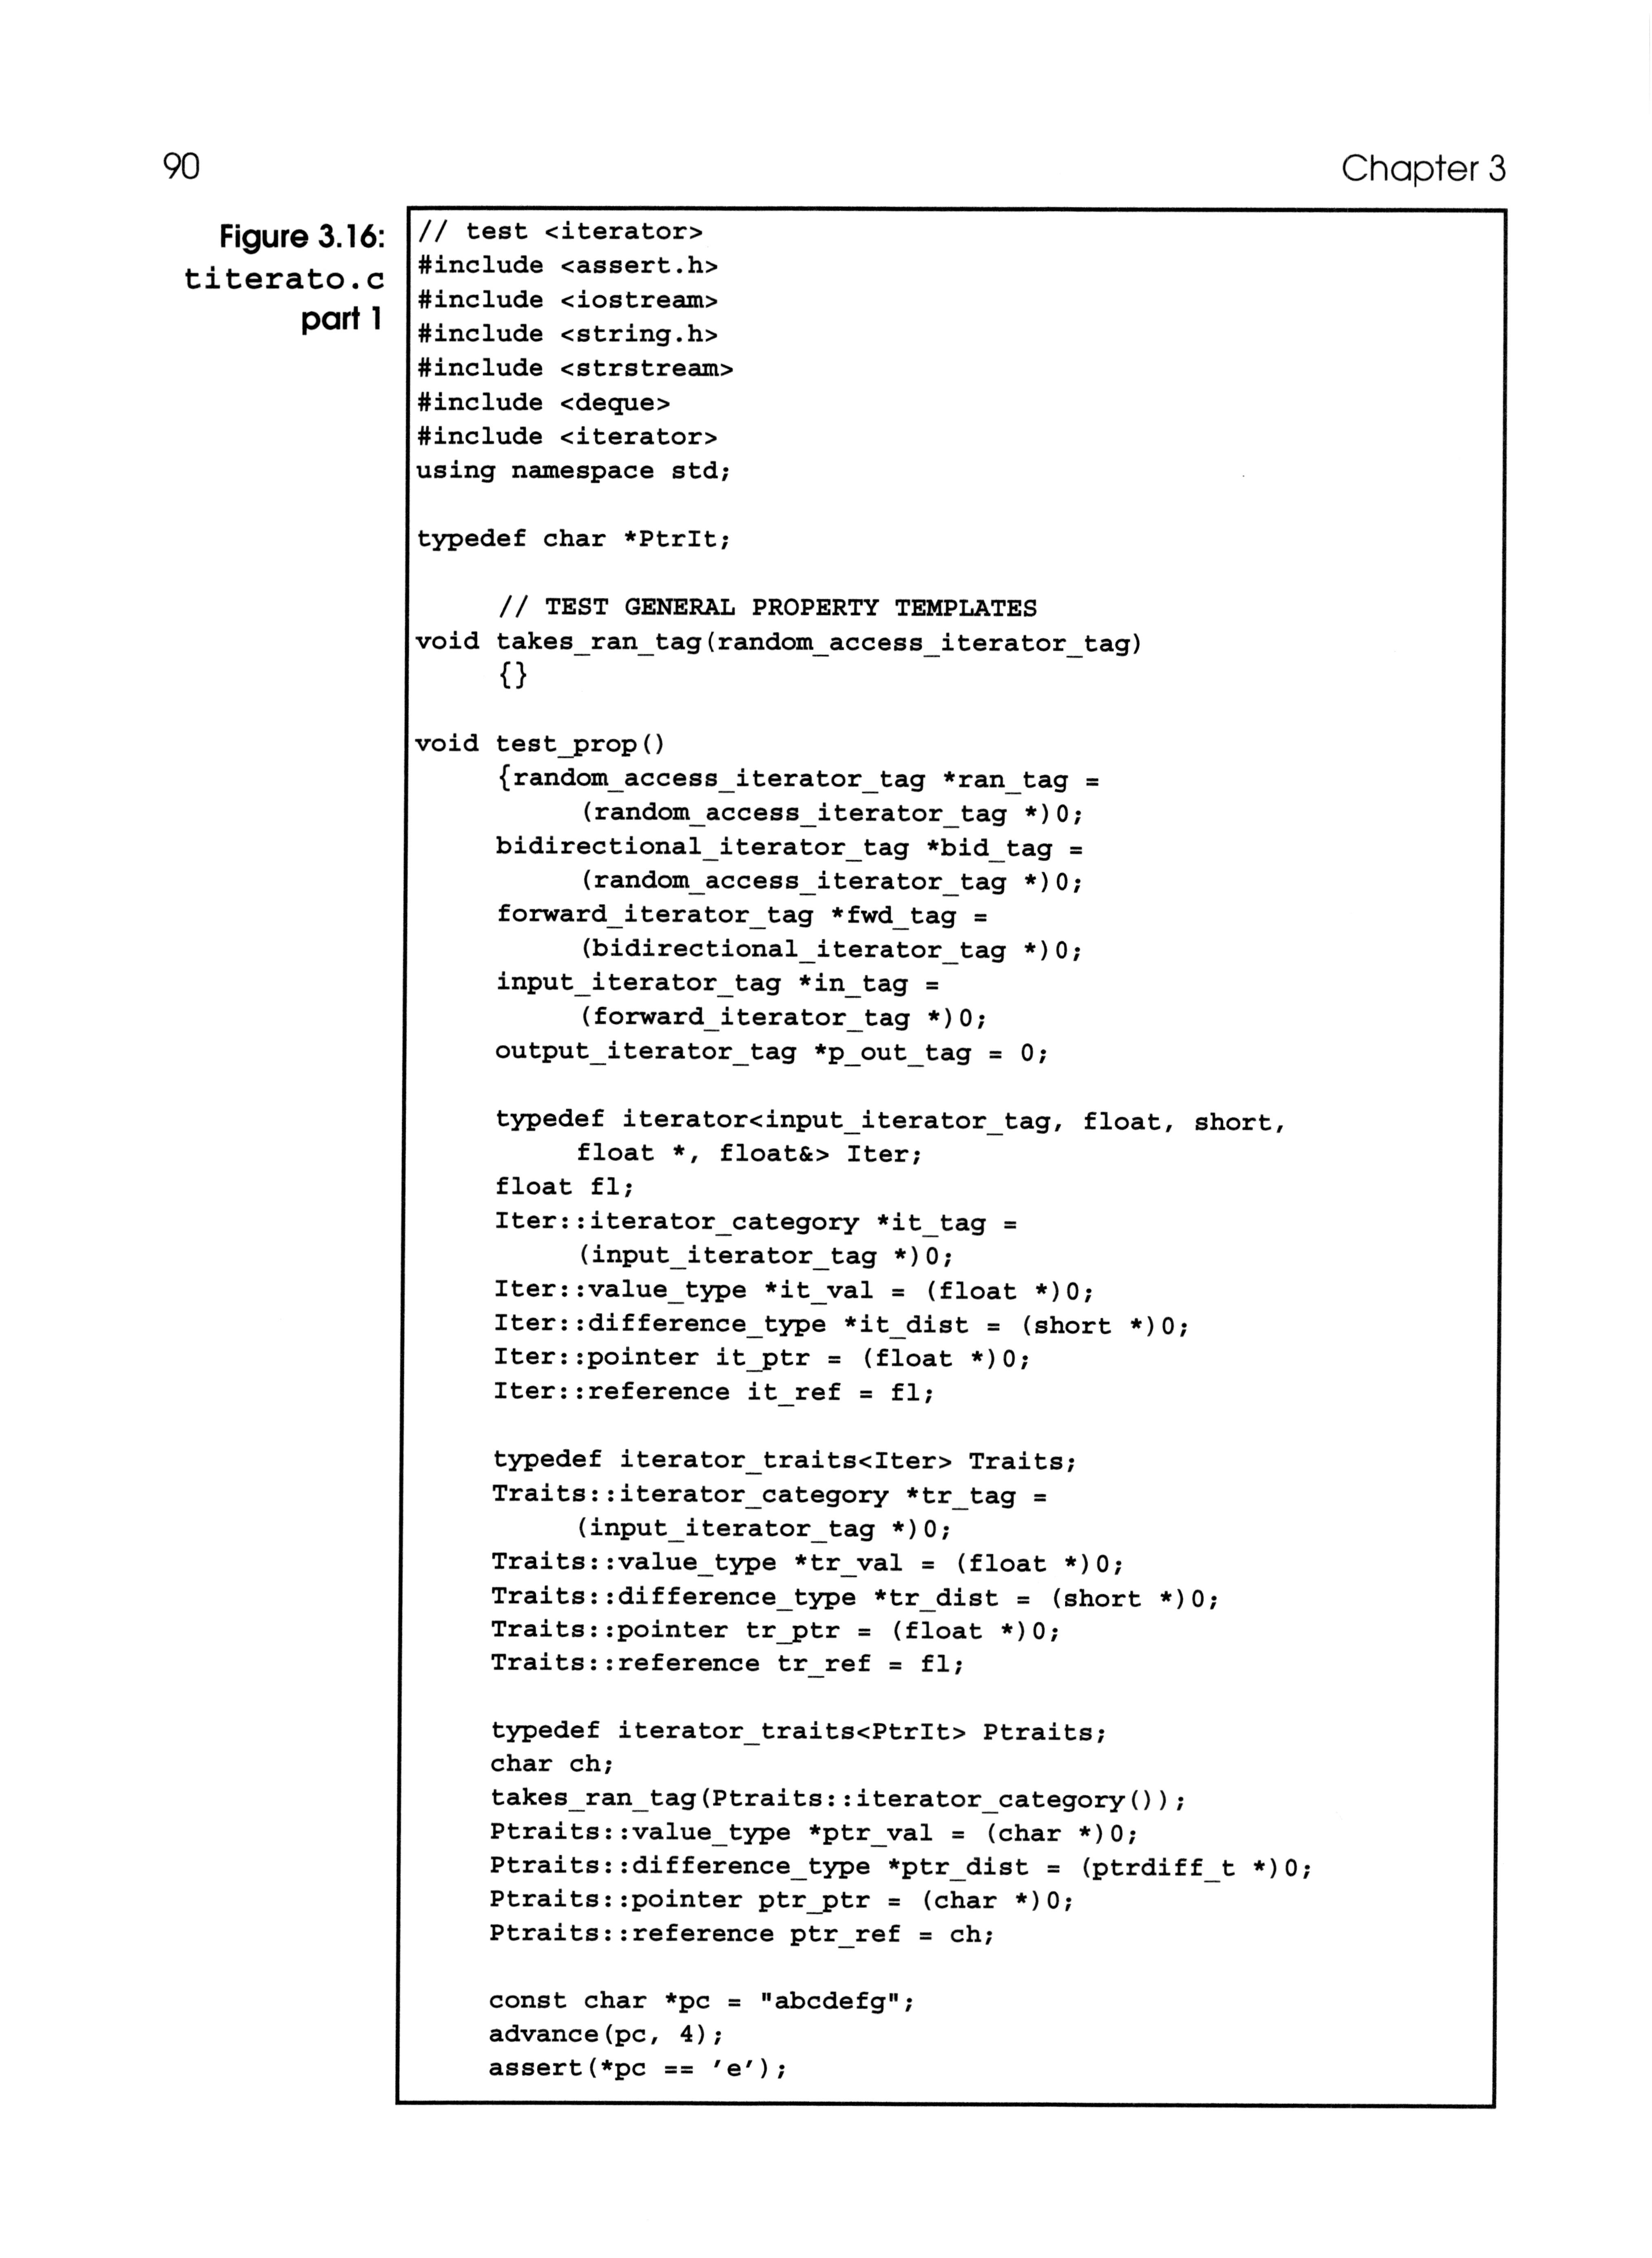 90
Chapter 3
Figure 3.16:
titerato.c
part 1
// test <iterator>
#include <assert.h>
#include <iostream>
#include <string.h>
#include <strstream>
#include <deque>
#include <iterator>
using namespace std;

typedef char *PtrIt;

// TEST GENERAL PROPERTY TEMPLATES
void takes_ran_tag(random_access_iterator_tag)
{}

void test_prop()
{random_access_iterator_tag *ran_tag =
(random_access_iterator_tag *)0;
bidirectional_iterator_tag *bid_tag =
(random_access_iterator_tag *)0;
forward_iterator_tag *fwd_tag =
(bidirectional_iterator_tag *)0;
input_iterator_tag *in_tag =
(forward_iterator_tag *)0;
output_iterator_tag *p_out_tag = 0;

typedef iterator<input_iterator_tag, float, short,
float *, float&> Iter;
float fl;
Iter::iterator_category *it_tag =
(input_iterator_tag *)0;
Iter::value_type *it_val = (float *)0;
Iter::difference_type *it_dist = (short *)0;
Iter::pointer it_ptr = (float *)0;
Iter::reference it_ref = fl;

typedef iterator_traits<Iter> Traits;
Traits::iterator_category *tr_tag =
(input_iterator_tag *)0;
Traits::value_type *tr_val = (float *)0;
Traits::difference_type *tr_dist = (short *)0;
Traits::pointer tr_ptr = (float *)0;
Traits::reference tr_ref = fl;

typedef iterator_traits<PtrIt> Ptraits;
char ch;
takes_ran_tag(Ptraits::iterator_category());
Ptraits::value_type *ptr_val = (char *)0;
Ptraits::difference_type *ptr_dist = (ptrdiff_t *)0;
Ptraits::pointer ptr_ptr = (char *)0;
Ptraits::reference ptr_ref = ch;

const char *pc = "abcdefg";
advance(pc, 4);
assert(*pc == 'e');